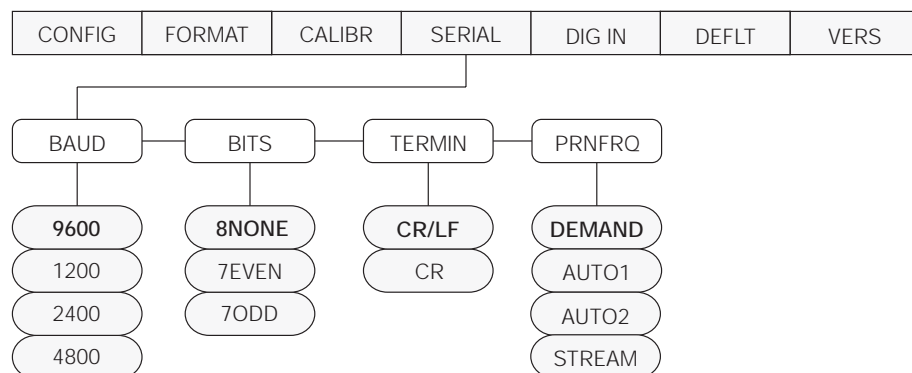 CONFIG FORMAT CALIBR SERIAL DIG IN DEFLT VERS
BAUD BITS TERMIN PRNFRQ
9600 8NONE CR/LF DEMAND
1200 7EVEN CR AUTO1
2400 7ODD AUTO2
4800 STREAM